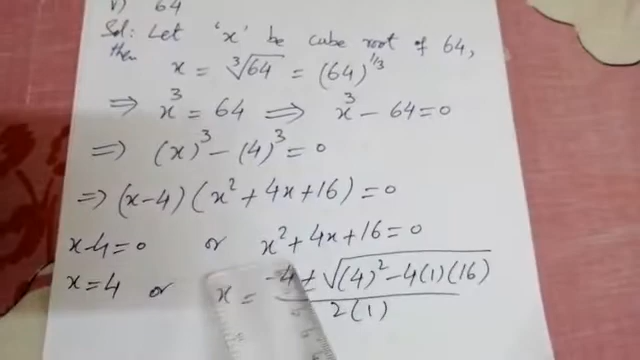 v) 64
Sol: Let 'x' be cube root of 64,
then
x = ∛64 = (64)^1/3
⇒ x³ = 64 ⇒ x³ - 64 = 0
⇒ (x)³ - (4)³ = 0
⇒ (x-4)(x² + 4x + 16) = 0
x-4=0 or x² + 4x + 16 = 0
x = 4 or x = -4 ± √(4)² - 4(1)(16)
2(1)